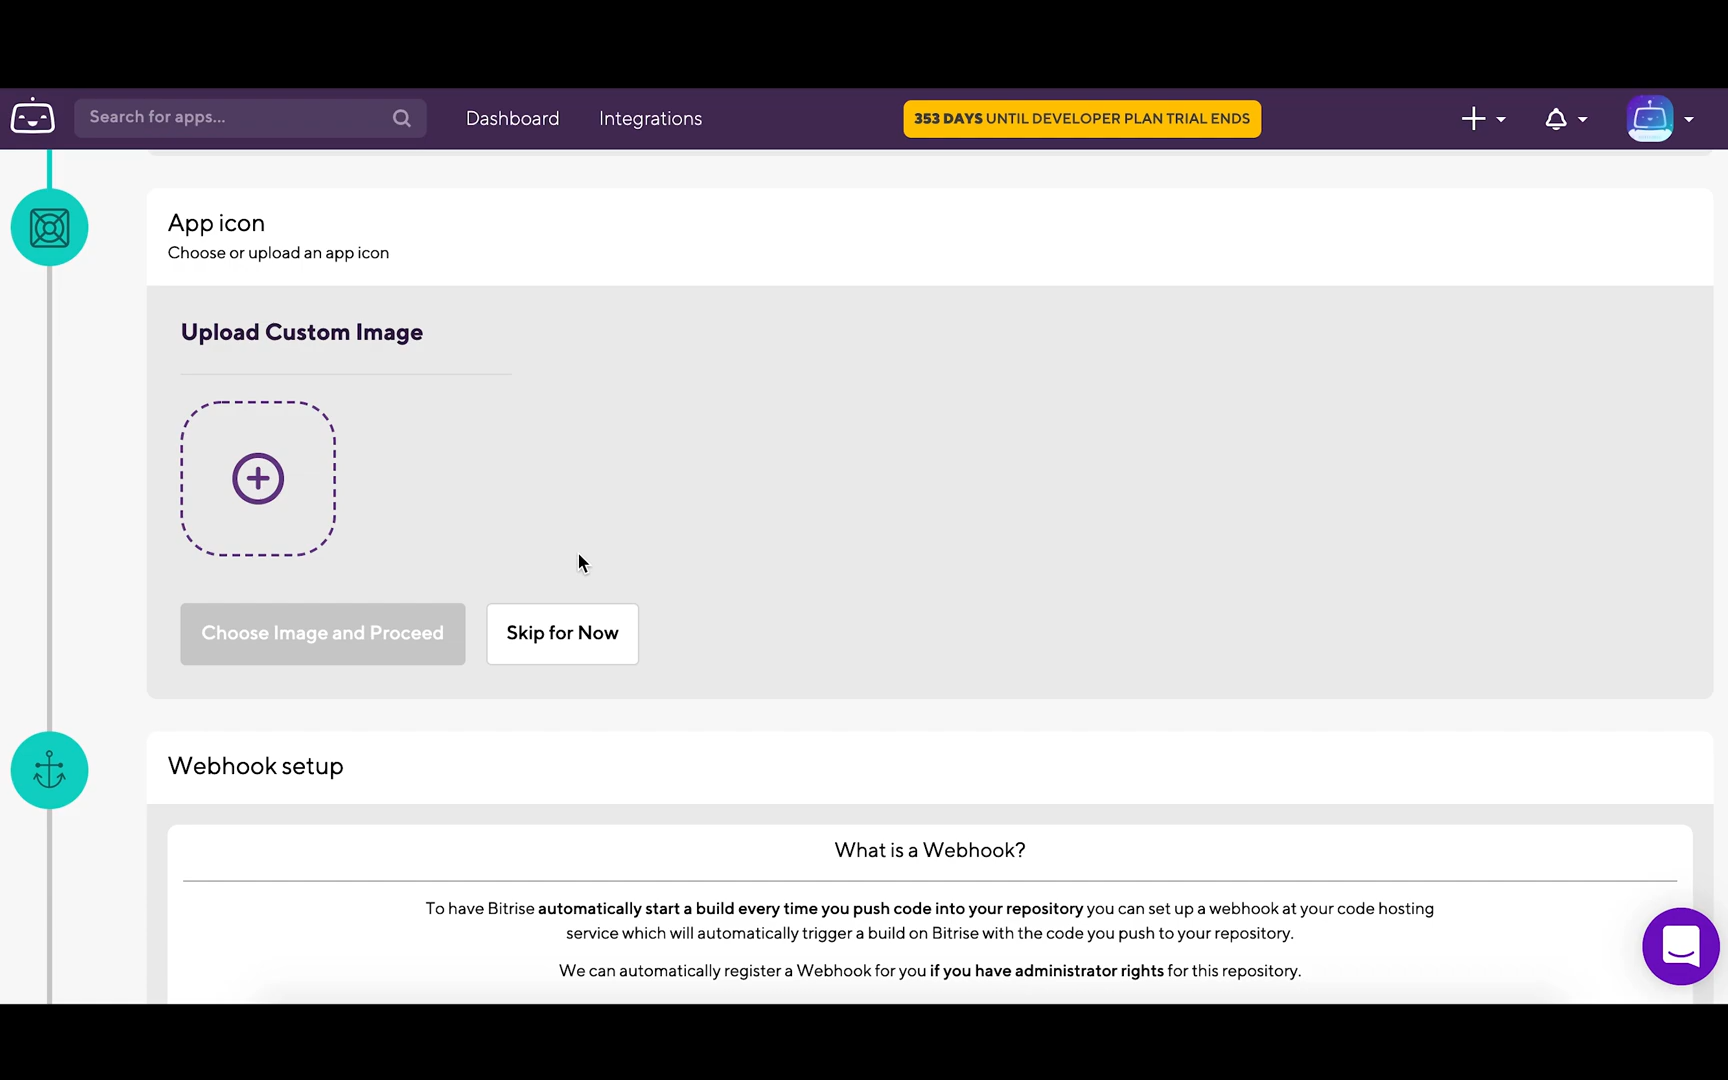 Search for apps...
Dashboard
Integrations
353 DAYS UNTIL DEVELOPER PLAN TRIAL ENDS
App icon
Choose or upload an app icon
Upload Custom Image
Choose Image and Proceed
Skip for Now
Webhook setup
What is a Webhook?
To have Bitrise automatically start a build every time you push code into your repository you can set up a webhook at your code hosting
service which will automatically trigger a build on Bitrise with the code you push to your repository.
We can automatically register a Webhook for you if you have administrator rights for this repository.